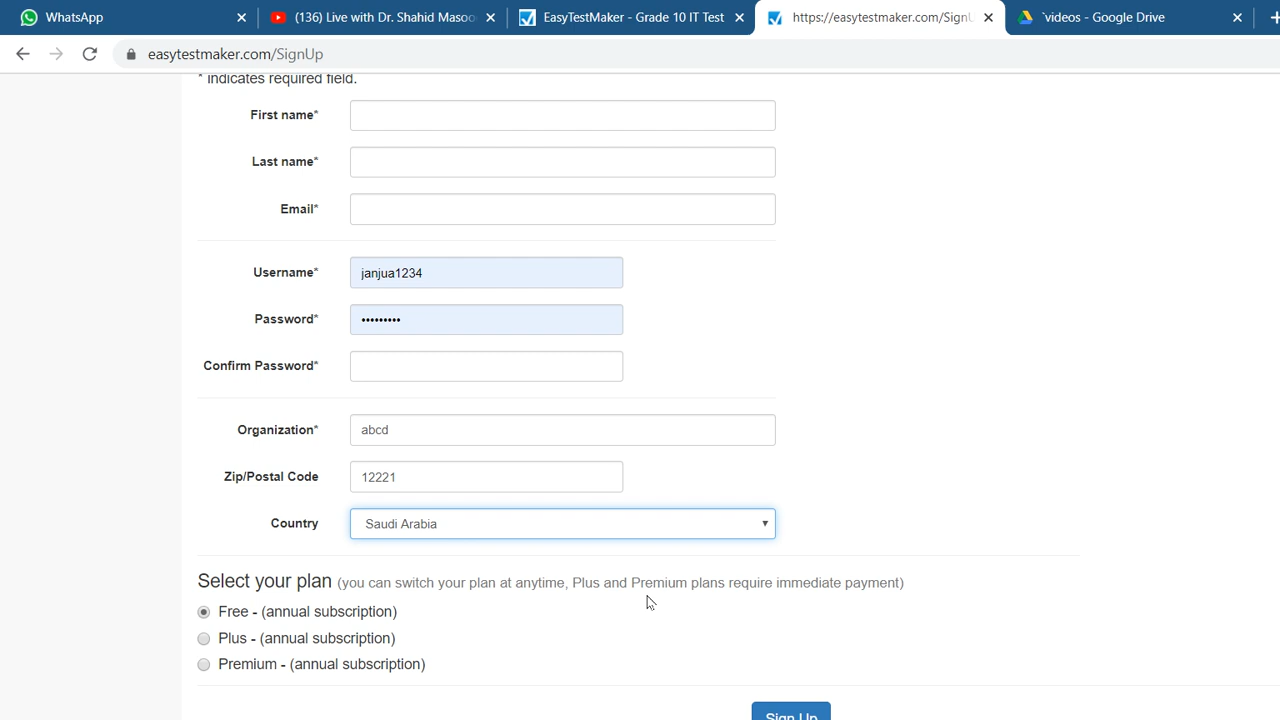 WhatsApp
(136) Live with Dr. Shahid Masoo
EasyTestMaker - Grade 10 IT Test
https://easytestmaker.com/SignU
`videos - Google Drive
easytestmaker.com/SignUp
* indicates required field.
First name*
Last name*
Email*
Username* janjua1234
Password* •••••••••
Confirm Password*
Organization* abcd
Zip/Postal Code 12221
Country Saudi Arabia
Select your plan (you can switch your plan at anytime, Plus and Premium plans require immediate payment)
Free - (annual subscription)
Plus - (annual subscription)
Premium - (annual subscription)
Sign Up